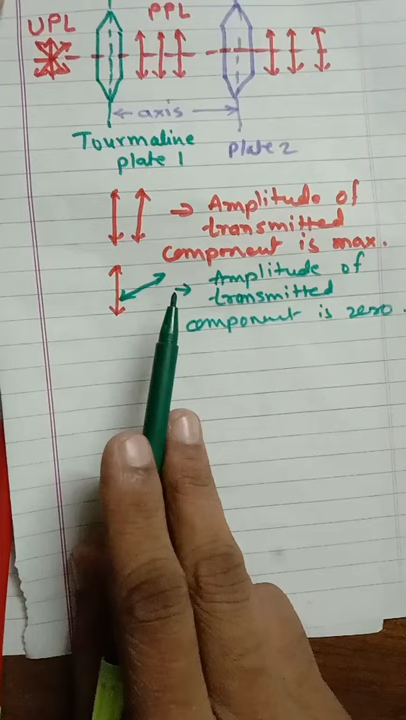 UPL PPL
axis
Tourmaline
plate 1
plate 2
→ Amplitude of
transmitted
component is max.
→ Amplitude of
transmitted
component is zero.